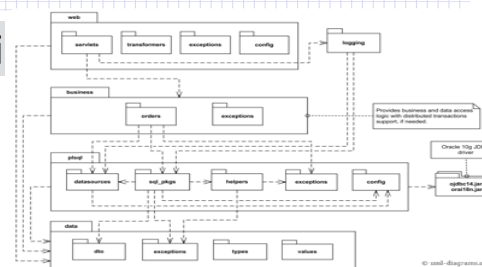 web
servlets
transformers
exceptions
config
logging
business
orders
exceptions
Provides business and data access
logic with distributed transactions
support, if needed.
plsql
datasources
sql_pkgs
helpers
exceptions
config
Oracle 10g JD
driver
ojdbc14.jar
orai18n.jar
data
dto
exceptions
types
values
© uml-diagrams.o